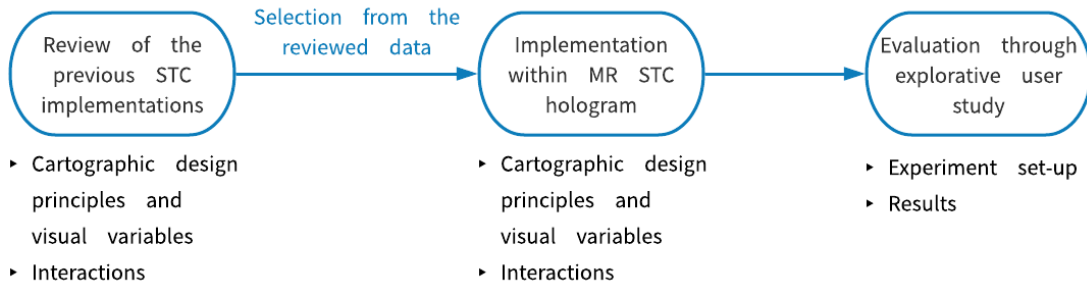 Review of the
previous STC
implementations
Selection from the
reviewed data
Implementation
within MR STC
hologram
Evaluation through
explorative user
study
‣ Cartographic design
principles and
visual variables
‣ Interactions
‣ Cartographic design
principles and
visual variables
‣ Interactions
‣ Experiment set-up
‣ Results